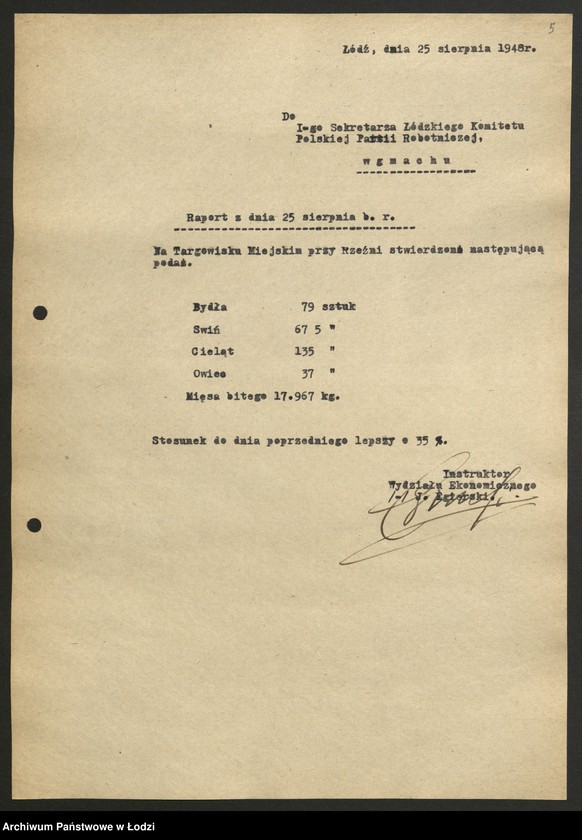 5
Łódź, dnia 25 sierpnia 1948r.
Do
I-go Sekretarza Łódzkiego Komitetu
Polskiej Partii Robotniczej,
w g m a c h u
Raport z dnia 25 sierpnia b. r.
Na Targowisku Miejskim przy Rzeźni stwierdzono następującą
podaż.
Bydła 79 sztuk
Swiń 67 5 "
Cieląt 135 "
Owiec 37 "
Mięsa bitego 17.967 kg.
Stosunek do dnia poprzedniego lepszy o 35 %.
Instruktor
Wydziału Ekonomicznego
Archiwum Państwowe w Łodzi